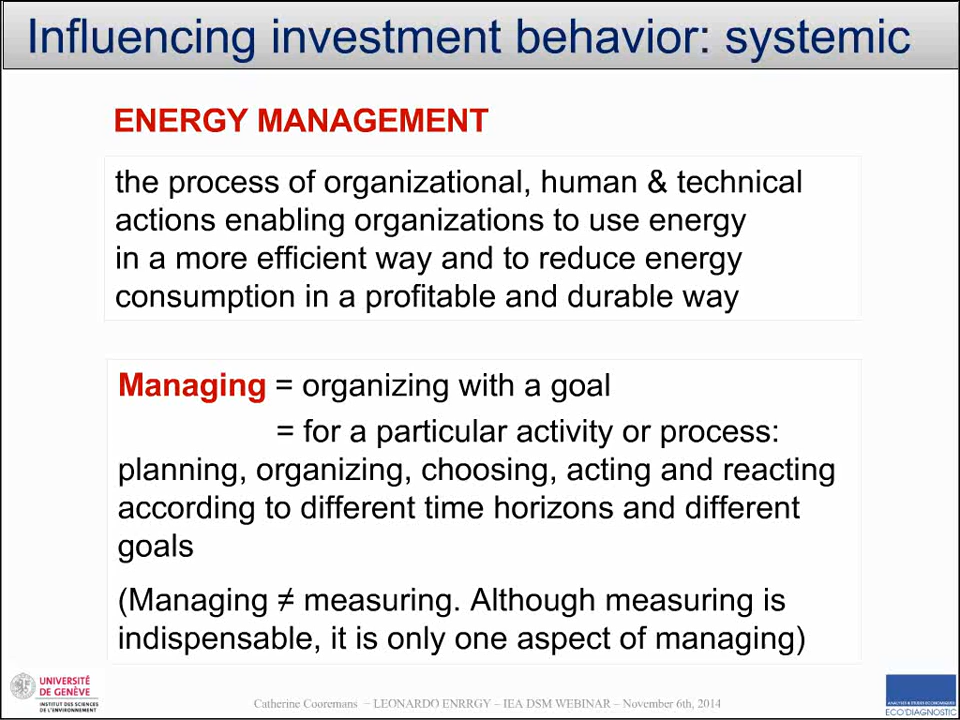 Influencing investment behavior: systemic
ENERGY MANAGEMENT
the process of organizational, human & technical
actions enabling organizations to use energy
in a more efficient way and to reduce energy
consumption in a profitable and durable way
Managing = organizing with a goal
= for a particular activity or process:
planning, organizing, choosing, acting and reacting
according to different time horizons and different
goals
(Managing ≠ measuring. Although measuring is
indispensable, it is only one aspect of managing)
UNIVERSITÉ
DE GENÈVE
INSTITUT DES SCIENCES
DE L'ENVIRONNEMENT
Catherine Cooremans – LEONARDO ENRRGY – IEA DSM WEBINAR – November 6th, 2014
ANALYSES & ETUDES ECONOMIQUES
ECO'DIAGNOSTIC